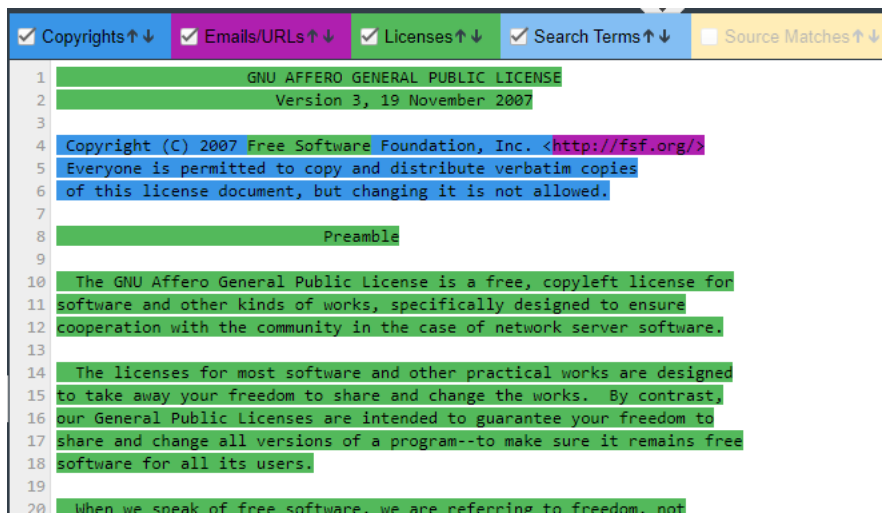 Copyrights↑↓ Emails/URLs↑↓ Licenses↑↓ Search Terms↑↓ Source Matches↑↓
1 GNU AFFERO GENERAL PUBLIC LICENSE
2 Version 3, 19 November 2007
3
4 Copyright (C) 2007 Free Software Foundation, Inc. <http://fsf.org/>
5 Everyone is permitted to copy and distribute verbatim copies
6 of this license document, but changing it is not allowed.
7
8 Preamble
9
10 The GNU Affero General Public License is a free, copyleft license for
11 software and other kinds of works, specifically designed to ensure
12 cooperation with the community in the case of network server software.
13
14 The licenses for most software and other practical works are designed
15 to take away your freedom to share and change the works. By contrast,
16 our General Public Licenses are intended to guarantee your freedom to
17 share and change all versions of a program--to make sure it remains free
18 software for all its users.
19
20 When we speak of free software, we are referring to freedom, not